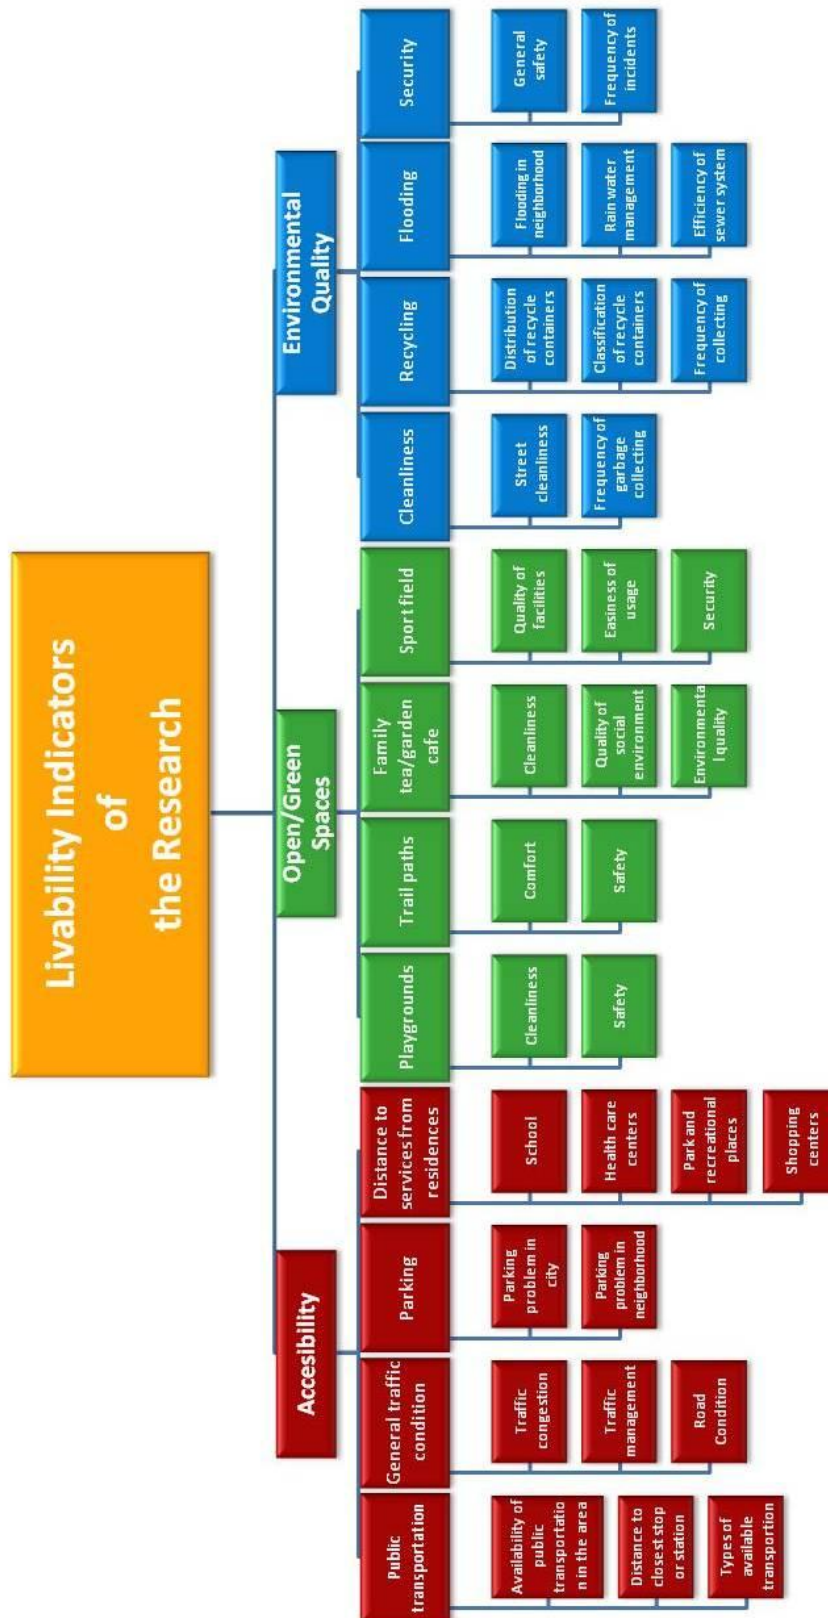 Livability Indicators
of
the Research
Accesibility
Open/Green
Spaces
Environmental
Quality
Public
transportation
Availability of
public
transportatio
n in the area
Distance to
closest stop
or station
Types of
available
transportion
General traffic
condition
Traffic
congestion
Traffic
management
Road
Condition
Parking
Parking
problem in
city
Parking
problem in
neighborhood
Distance to
services from
residences
School
Health care
centers
Park and
recreational
places
Shopping
centers
Playgrounds
Cleanliness
Safety
Trail paths
Comfort
Safety
Family
tea/garden
cafe
Cleanliness
Quality of
social
environment
Environmenta
l quality
Sport field
Quality of
facilities
Easiness of
usage
Security
Cleanliness
Street
cleanliness
Frequency of
garbage
collecting
Recycling
Distribution
of recycle
containers
Classification
of recycle
containers
Frequency of
collecting
Flooding
Flooding in
neighborhood
Rain water
management
Efficiency of
sewer system
Security
General
safety
Frequency of
incidents